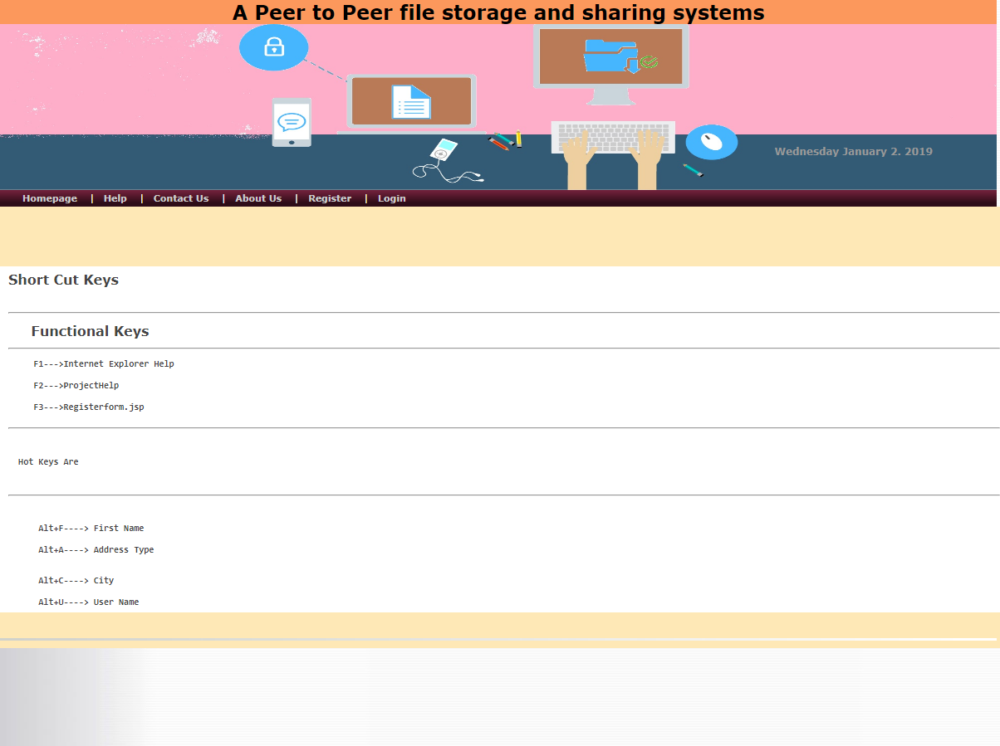 A Peer to Peer file storage and sharing systems
Wednesday January 2. 2019
Homepage | Help | Contact Us | About Us | Register | Login
Short Cut Keys
Functional Keys
F1--->Internet Explorer Help
F2--->ProjectHelp
F3--->Registerform.jsp
Hot Keys Are
Alt+F----> First Name
Alt+A----> Address Type
Alt+C----> City
Alt+U----> User Name